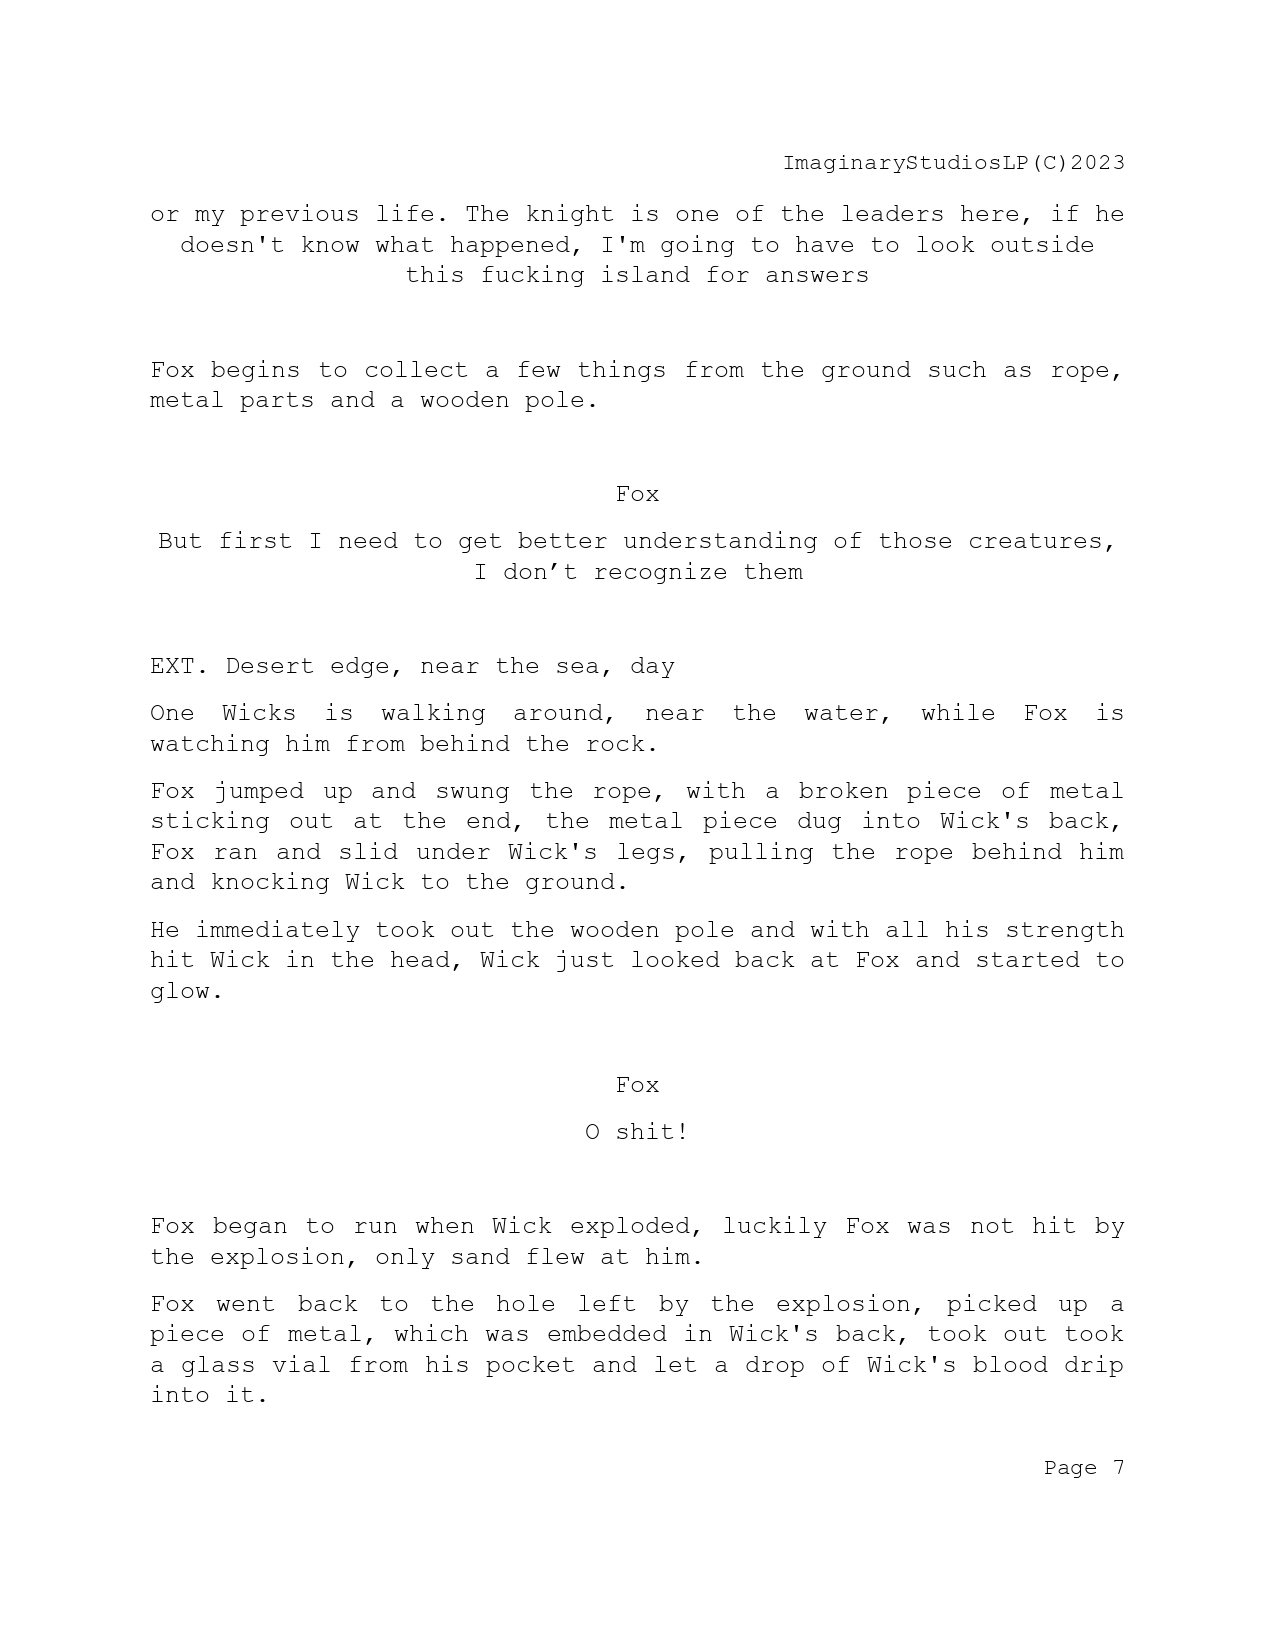 ImaginaryStudiosLP(C)2023
or my previous life. The knight is one of the leaders here, if he
doesn't know what happened, I'm going to have to look outside
this fucking island for answers
Fox begins to collect a few things from the ground such as rope,
metal parts and a wooden pole.
Fox
But first I need to get better understanding of those creatures,
I don’t recognize them
EXT. Desert edge, near the sea, day
One Wicks is walking around, near the water, while Fox is
watching him from behind the rock.
Fox jumped up and swung the rope, with a broken piece of metal
sticking out at the end, the metal piece dug into Wick's back,
Fox ran and slid under Wick's legs, pulling the rope behind him
and knocking Wick to the ground.
He immediately took out the wooden pole and with all his strength
hit Wick in the head, Wick just looked back at Fox and started to
glow.
Fox
O shit!
Fox began to run when Wick exploded, luckily Fox was not hit by
the explosion, only sand flew at him.
Fox went back to the hole left by the explosion, picked up a
piece of metal, which was embedded in Wick's back, took out took
a glass vial from his pocket and let a drop of Wick's blood drip
into it.
Page 7